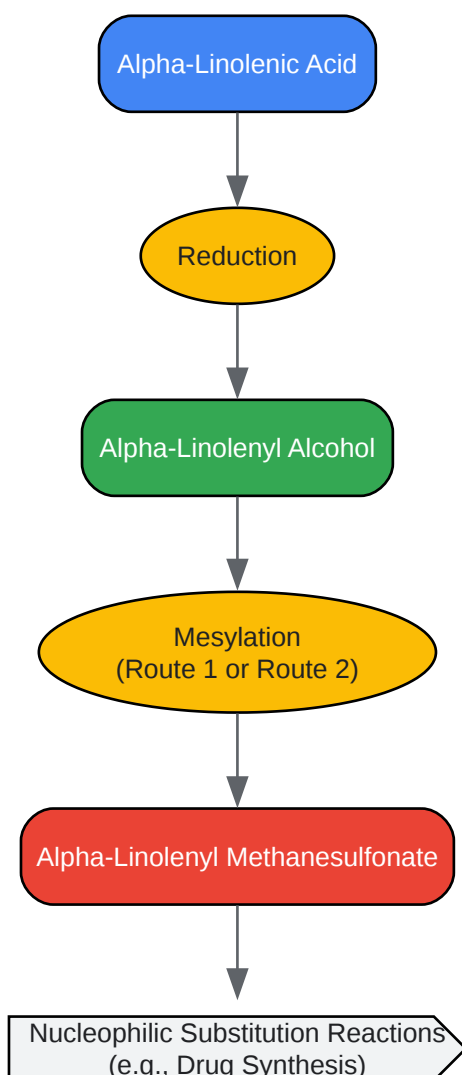 Alpha-Linolenic Acid
Reduction
Alpha-Linolenyl Alcohol
Mesylation
(Route 1 or Route 2)
Alpha-Linolenyl Methanesulfonate
Nucleophilic Substitution Reactions
(e.g., Drug Synthesis)